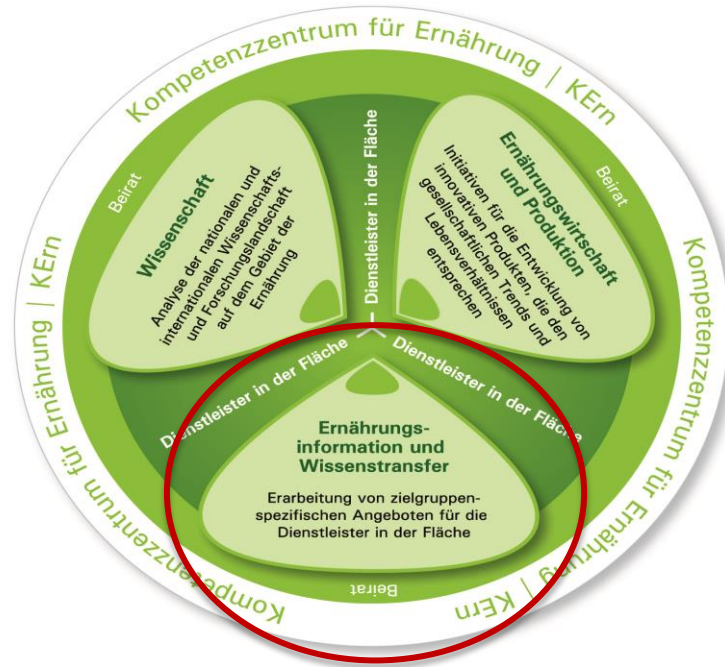 Kompetenzzentrum für Ernährung | KErn
Beirat
Wissenschaft
Analyse der nationalen und
internationalen Wissenschafts-
und Forschungslandschaft
auf dem Gebiet der
Ernährung
Dienstleister in der Fläche
Beirat
Ernährungswirtschaft
und Produktion
Initiativen für die Entwicklung von
innovativen Produkten, die den
gesellschaftlichen Trends und
Lebensverhältnissen
entsprechen
Kompetenzzentrum für Ernährung | KErn
Kompetenzzentrum für Ernährung | KErn
Dienstleister in der Fläche
Dienstleister in der Fläche
Ernährungs-
information und
Wissenstransfer
Erarbeitung von zielgruppen-
spezifischen Angeboten für die
Dienstleister in der Fläche
Beirat